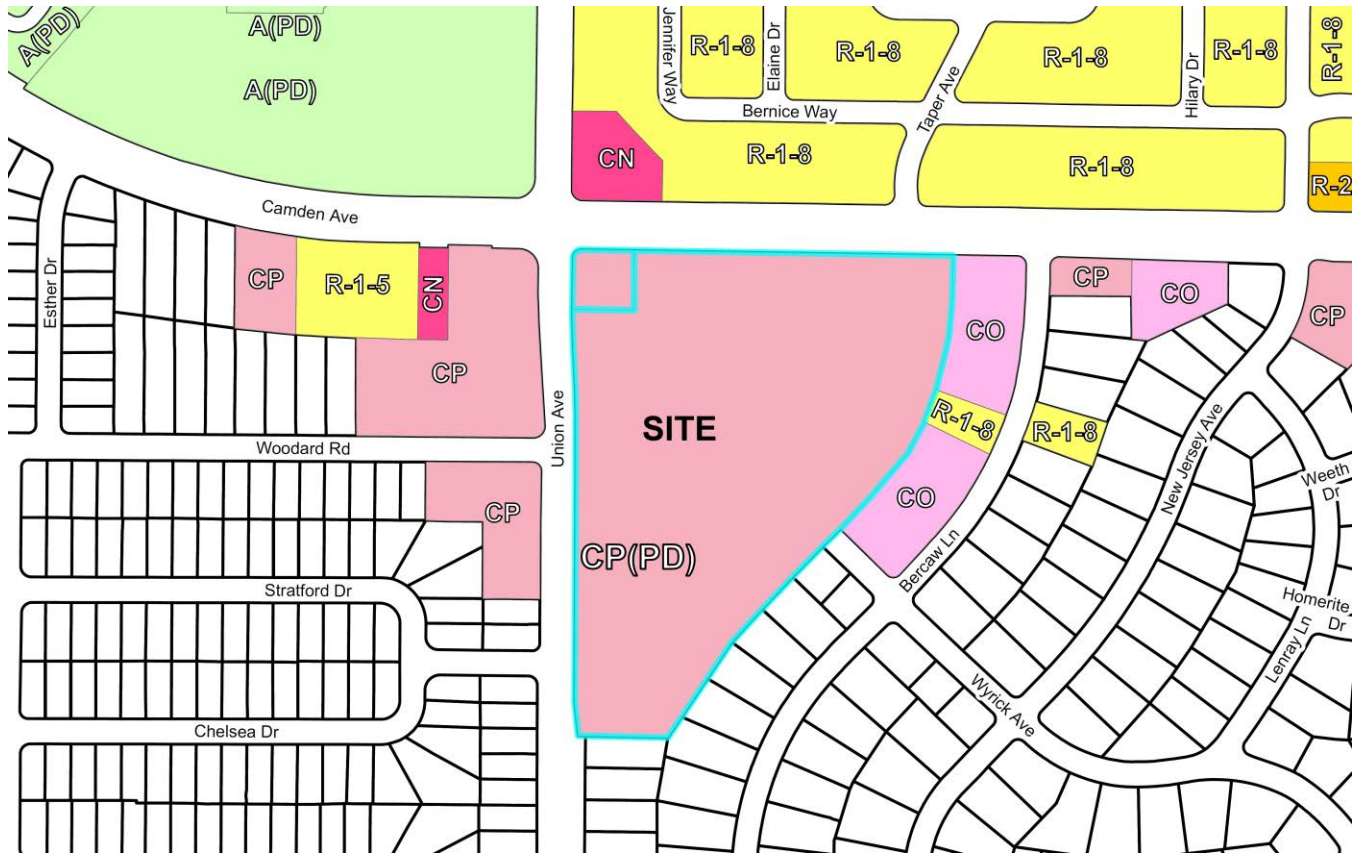 A(PD)
A(PD)
A(PD)
Jennifer Way
R-1-8
Elaine Dr
R-1-8
Taper Ave
R-1-8
Hilary Dr
R-1-8
R-1-8
Bernice Way
CN
R-1-8
R-1-8
R-2
Camden Ave
Esther Dr
CP
R-1-5
CN
CP
CO
CP
CO
CP
SITE
Union Ave
R-1-8
R-1-8
New Jersey Ave
Woodard Rd
Weeth
Dr
CP
CO
CP(PD)
Bercaw Ln
Stratford Dr
Homerite
Dr
Lenray Ln
Wyrick Ave
Chelsea Dr